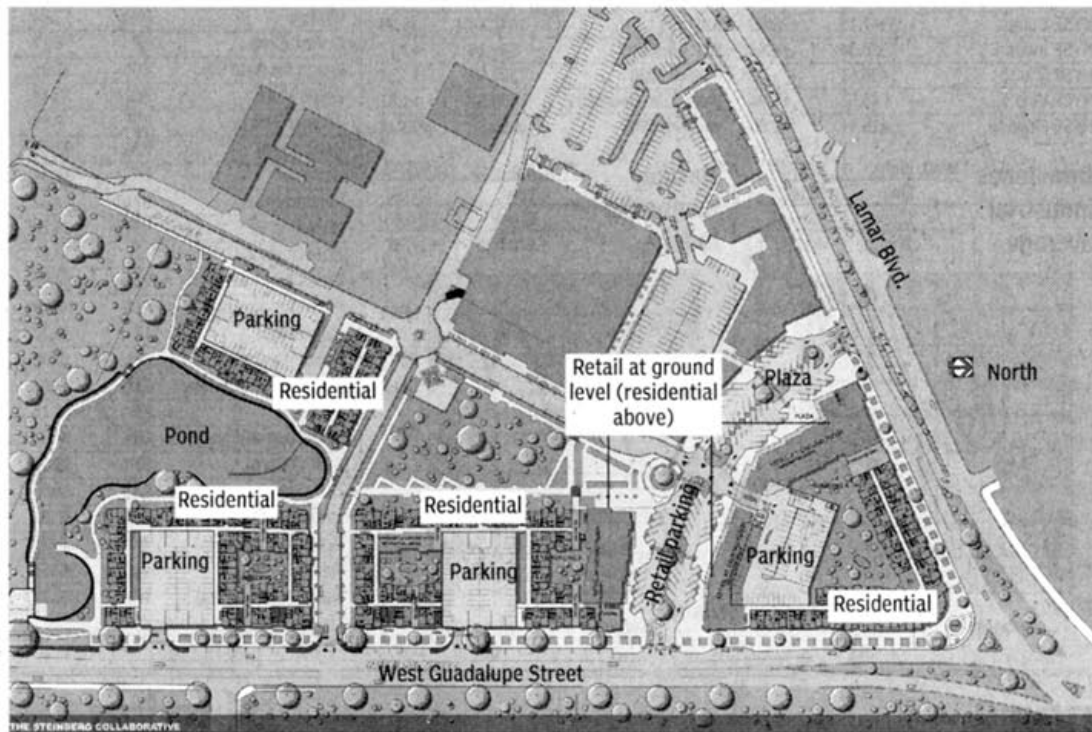 Lamar Blvd.
Parking
Residential
Retail at ground
level (residential
above)
Plaza
PLAZA
North
Pond
Residential
Residential
Retail parking
Parking
Parking
Parking
Residential
West Guadalupe Street
THE STEINBERG COLLABORATIVE